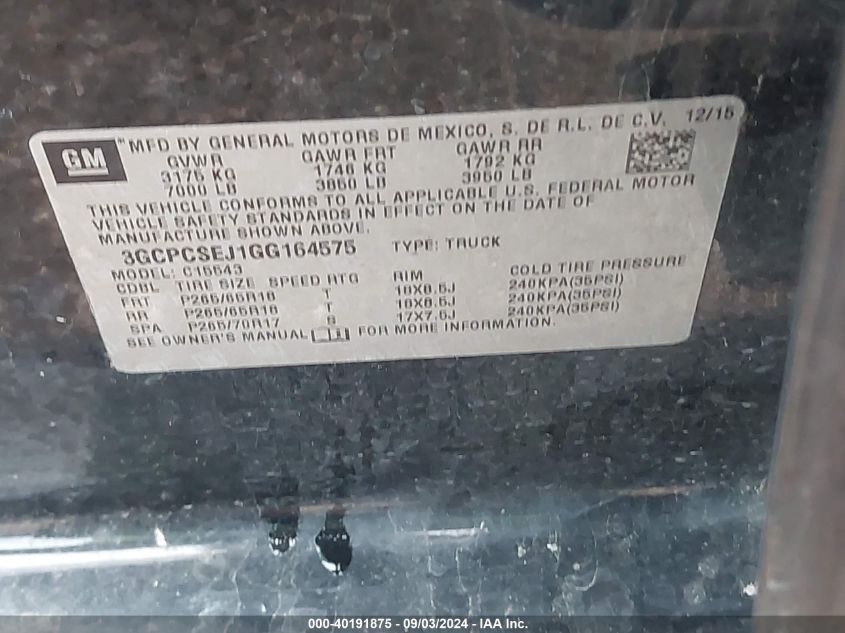 GM
MFD BY GENERAL MOTORS DE MEXICO, S. DE R.L. DE C.V. 12/15
GVWR GAWR FRT GAWR RR
3175 KG 1746 KG 1792 KG
7000 LB 3850 LB 3950 LB
THIS VEHICLE CONFORMS TO ALL APPLICABLE U.S. FEDERAL MOTOR
VEHICLE SAFETY STANDARDS IN EFFECT ON THE DATE OF
MANUFACTURE SHOWN ABOVE.
3GCPCSEJ1GG164575 TYPE: TRUCK
MODEL: C15543
CDBL TIRE SIZE SPEED RTG RIM COLD TIRE PRESSURE
FRT P265/65R18 T 18X8.5J 240KPA(35PSI)
RR P265/65R18 T 18X8.5J 240KPA(35PSI)
SPA P265/70R17 S 17X7.5J 240KPA(35PSI)
SEE OWNER'S MANUAL FOR MORE INFORMATION.
000-40191875 - 09/03/2024 - IAA Inc.